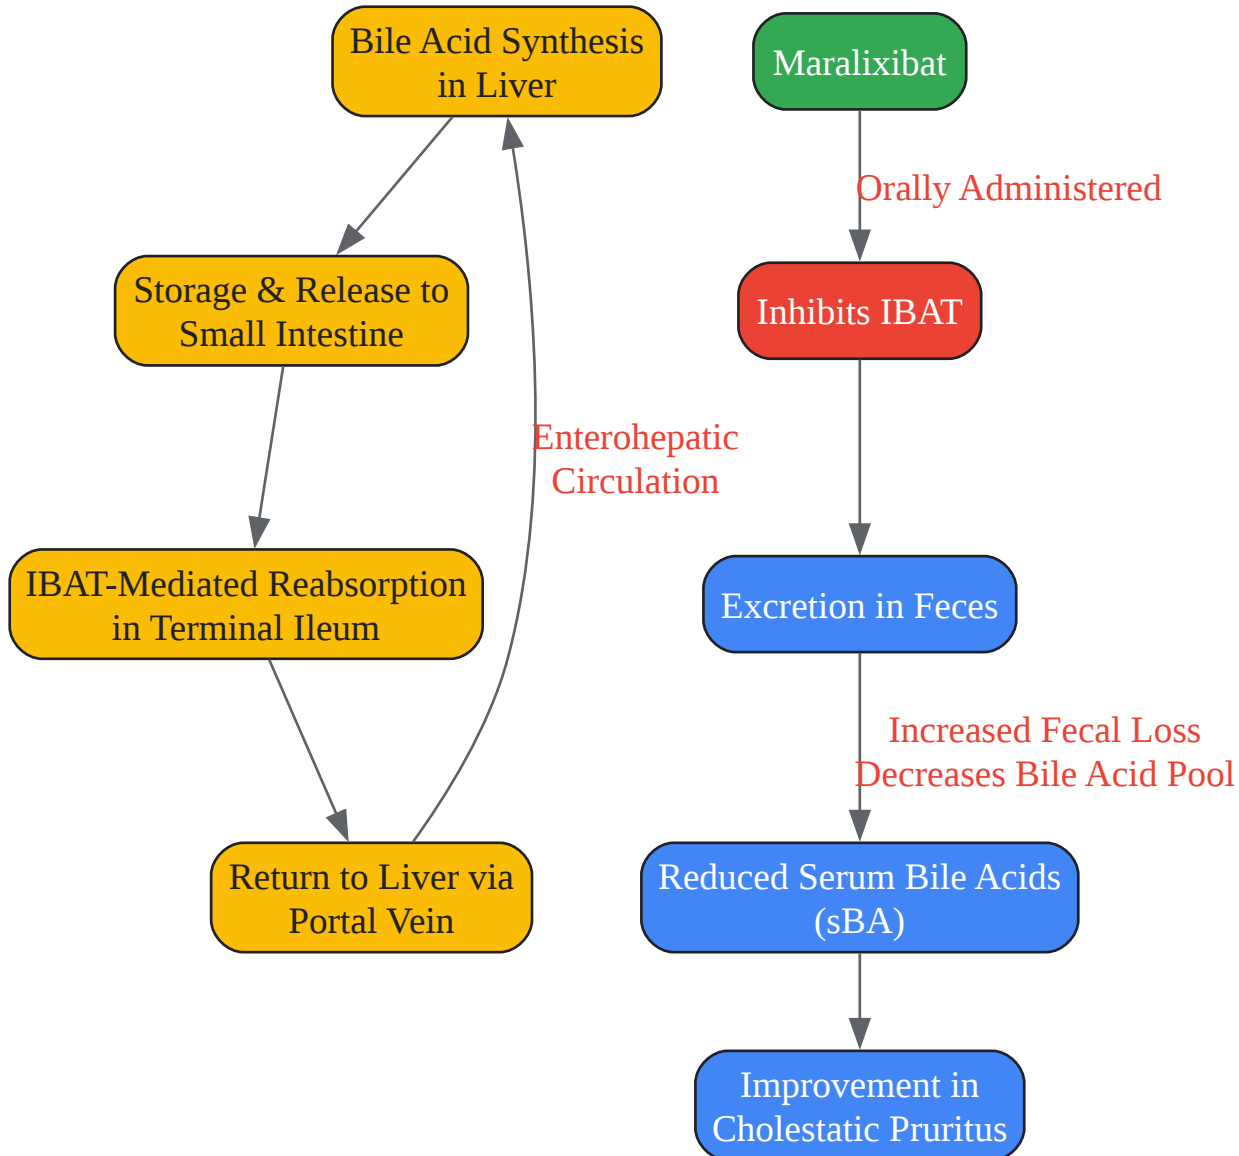 Bile Acid Synthesis
in Liver
Maralixibat
Orally Administered
Storage & Release to
Small Intestine
Inhibits IBAT
Enterohepatic
Circulation
IBAT-Mediated Reabsorption
in Terminal Ileum
Excretion in Feces
Increased Fecal Loss
Decreases Bile Acid Pool
Return to Liver via
Portal Vein
Reduced Serum Bile Acids
(sBA)
Improvement in
Cholestatic Pruritus